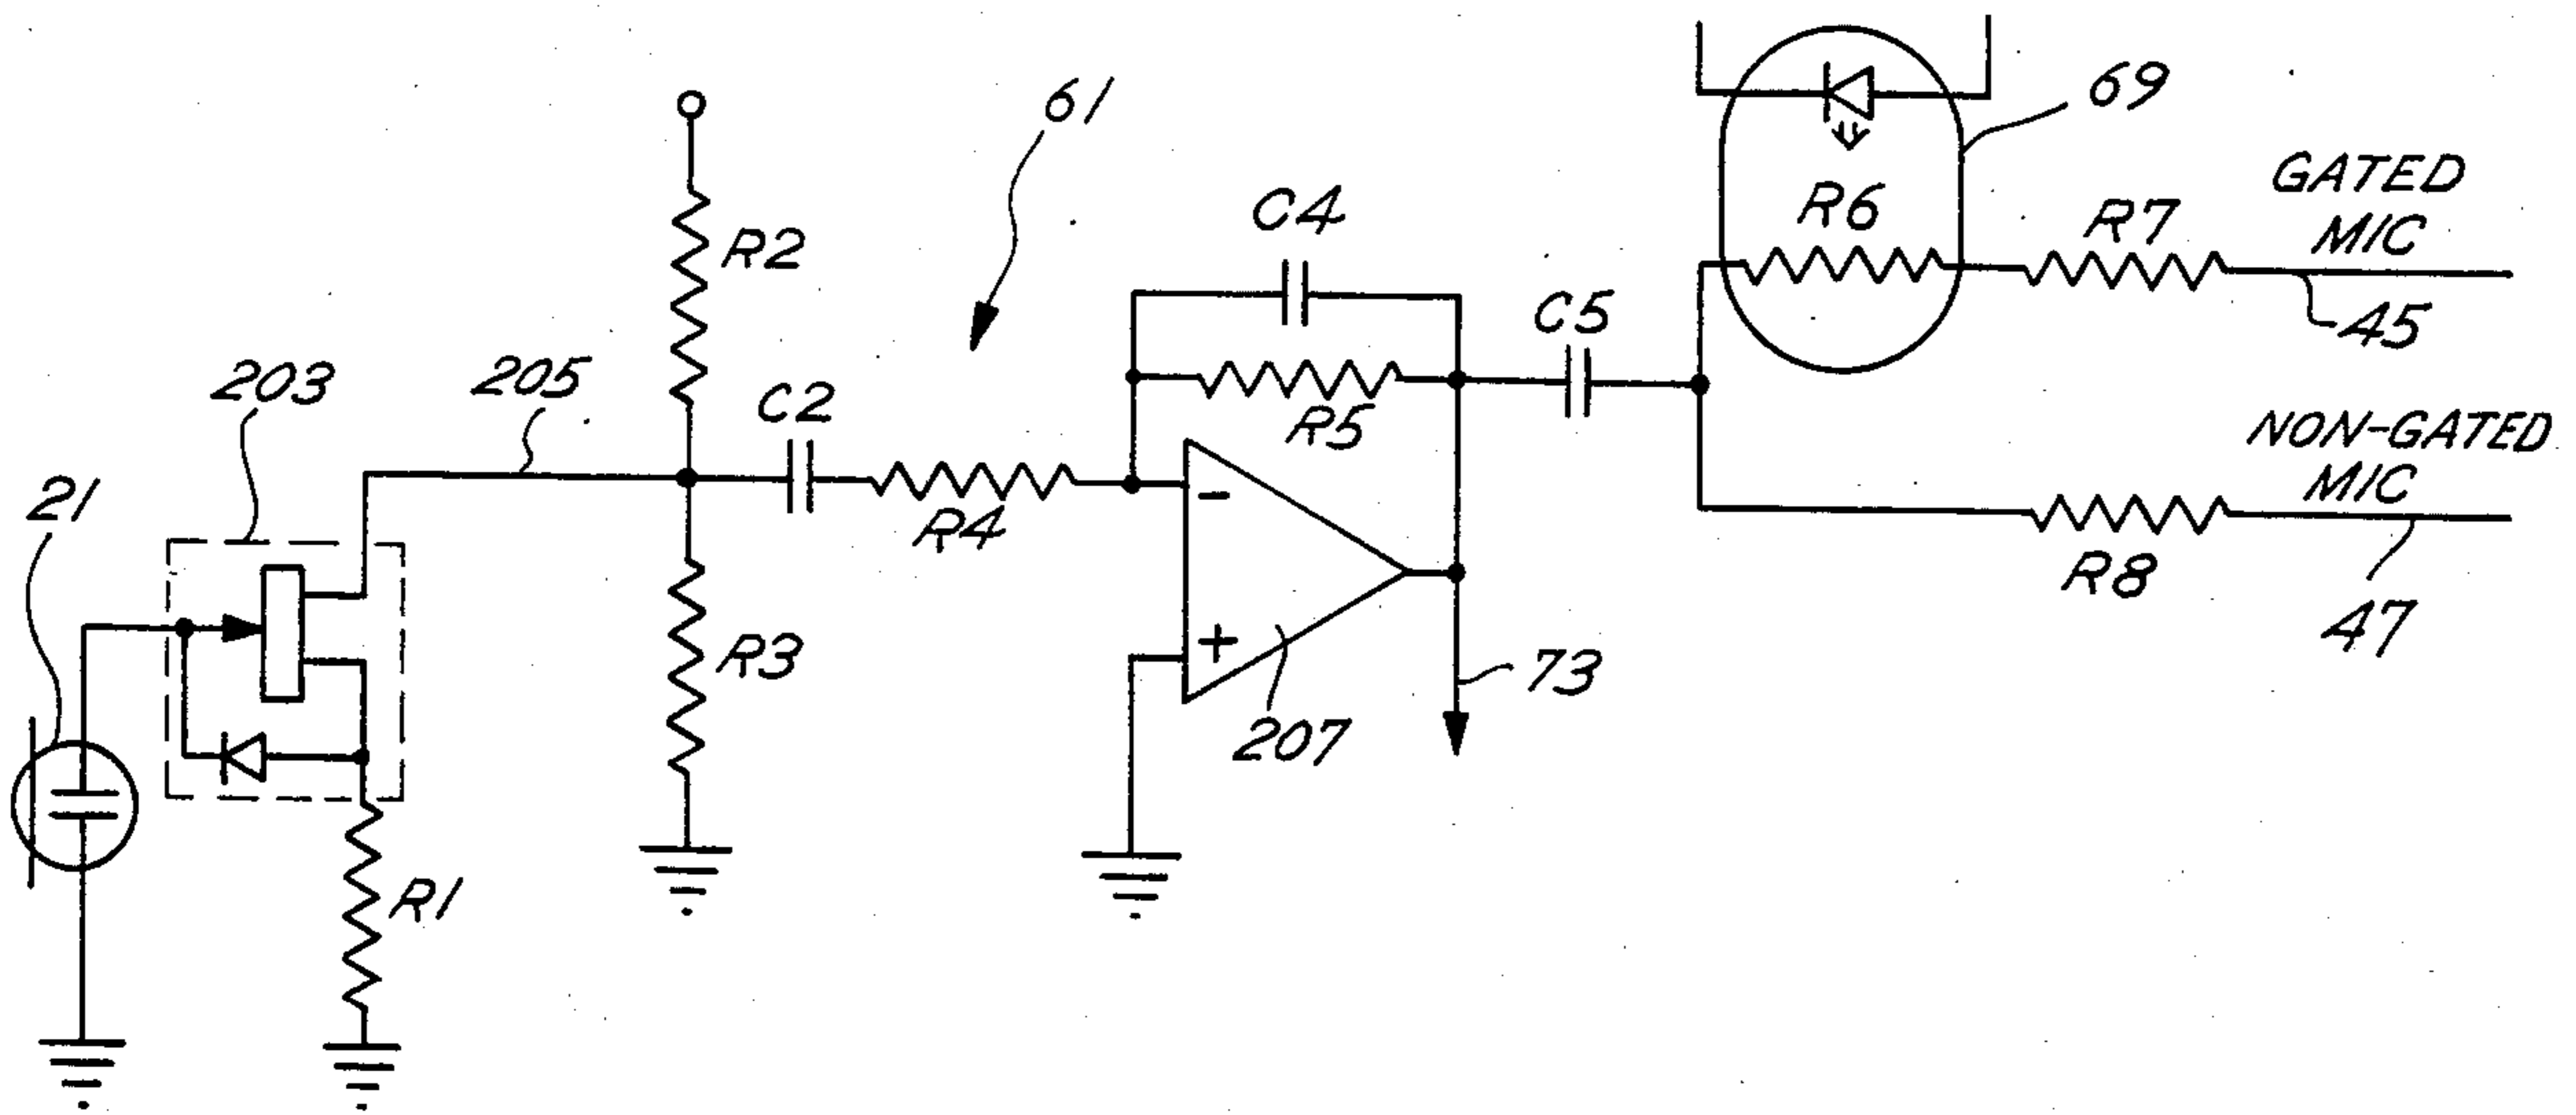 61
69
GATED
MIC
R6
R7
C4
R2
45
C5
203
205
C2
R5
NON-GATED
MIC
21
-
R4
R8
47
+
R3
73
207
R1